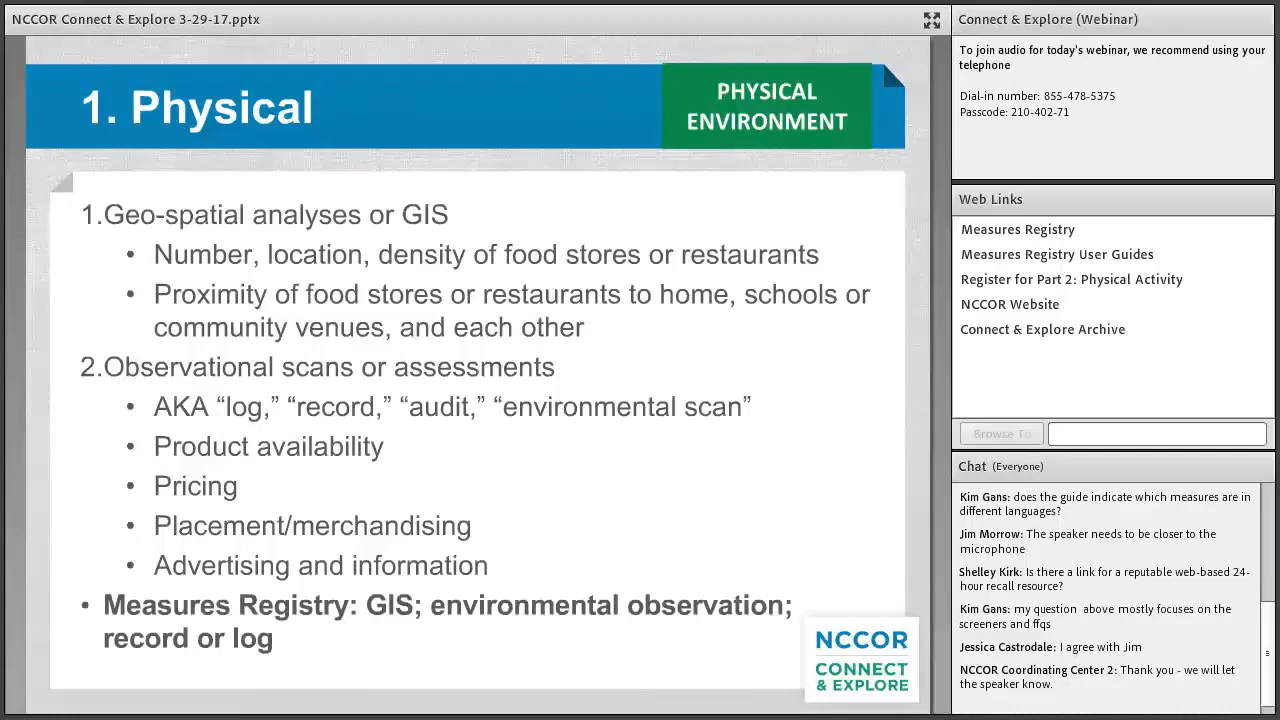 NCCOR Connect & Explore 3-29-17.pptx
1. Physical
PHYSICAL
ENVIRONMENT
1.Geo-spatial analyses or GIS
• Number, location, density of food stores or restaurants
• Proximity of food stores or restaurants to home, schools or
community venues, and each other
2.Observational scans or assessments
• AKA “log,” “record,” “audit,” “environmental scan”
• Product availability
• Pricing
• Placement/merchandising
• Advertising and information
• Measures Registry: GIS; environmental observation;
record or log
NCCOR
CONNECT
& EXPLORE
Connect & Explore (Webinar)
To join audio for today's webinar, we recommend using your
telephone
Dial-in number: 855-478-5375
Passcode: 210-402-71
Web Links
Measures Registry
Measures Registry User Guides
Register for Part 2: Physical Activity
NCCOR Website
Connect & Explore Archive
Browse To
Chat (Everyone)
Kim Gans: does the guide indicate which measures are in
different languages?
Jim Morrow: The speaker needs to be closer to the
microphone
Shelley Kirk: Is there a link for a reputable web-based 24-
hour recall resource?
Kim Gans: my question above mostly focuses on the
screeners and ffqs
Jessica Castrodale: I agree with Jim
NCCOR Coordinating Center 2: Thank you - we will let
the speaker know.